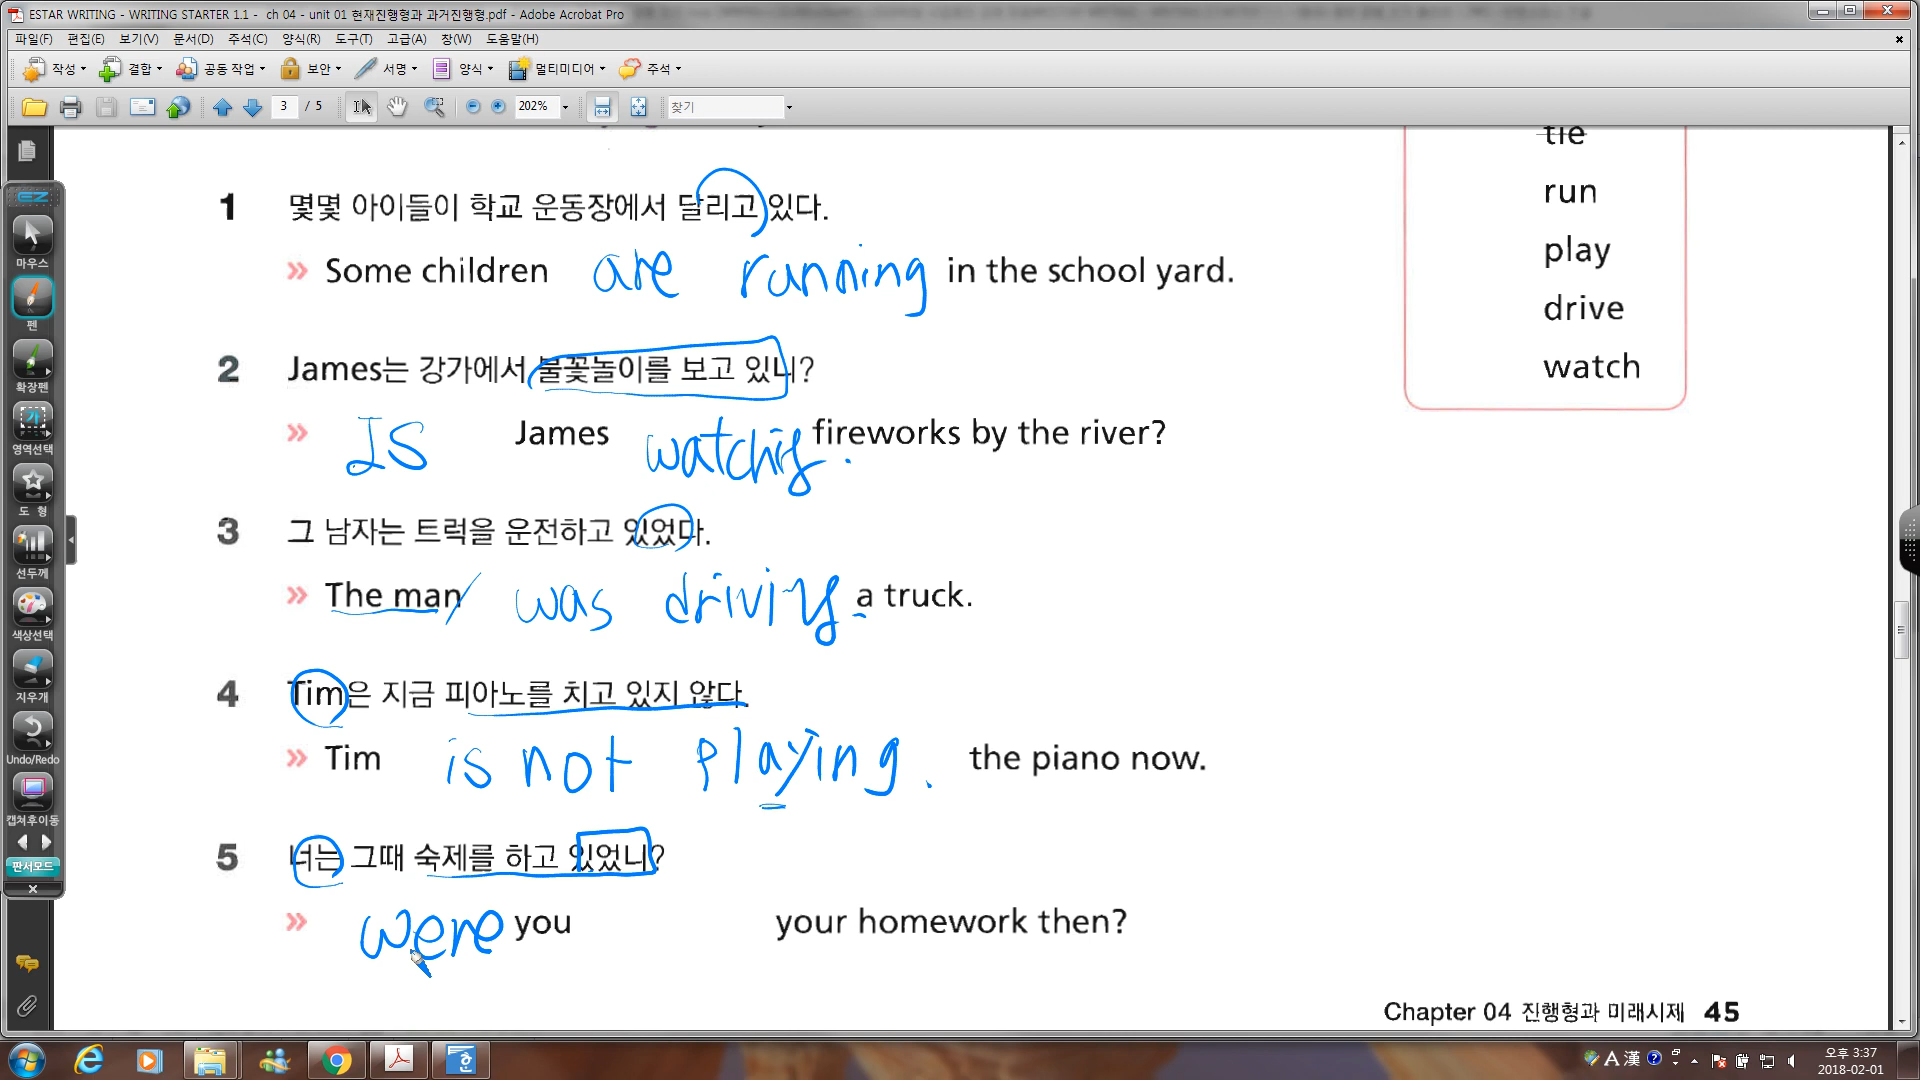 ESTAR WRITING - WRITING STARTER 1.1 - ch 04 - unit 01 현재진행형과 과거진행형.pdf - Adobe Acrobat Pro
파일(F) 편집(E) 보기(V) 문서(D) 주석(C) 양식(R) 도구(T) 고급(A) 창(W) 도움말(H)
작성 결합 공동 작업 보안 서명 양식 멀티미디어 주석
3 / 5 202% 찾기
tie
run
play
drive
watch
1 몇몇 아이들이 학교 운동장에서 달리고 있다.
» Some children are running in the school yard.
2 James는 강가에서 불꽃놀이를 보고 있니?
» IS James watching fireworks by the river?
3 그 남자는 트럭을 운전하고 있었다.
» The man was driving a truck.
4 Tim은 지금 피아노를 치고 있지 않다.
» Tim is not playing. the piano now.
5 너는 그때 숙제를 하고 있었니?
» were you your homework then?
Chapter 04 진행형과 미래시제 45
EZ
마우스
펜
확장펜
가
영역선택
도 형
선두께
색상선택
지우개
Undo/Redo
캡쳐후이동
판서모드
A 漢
오후 3:37
2018-02-01